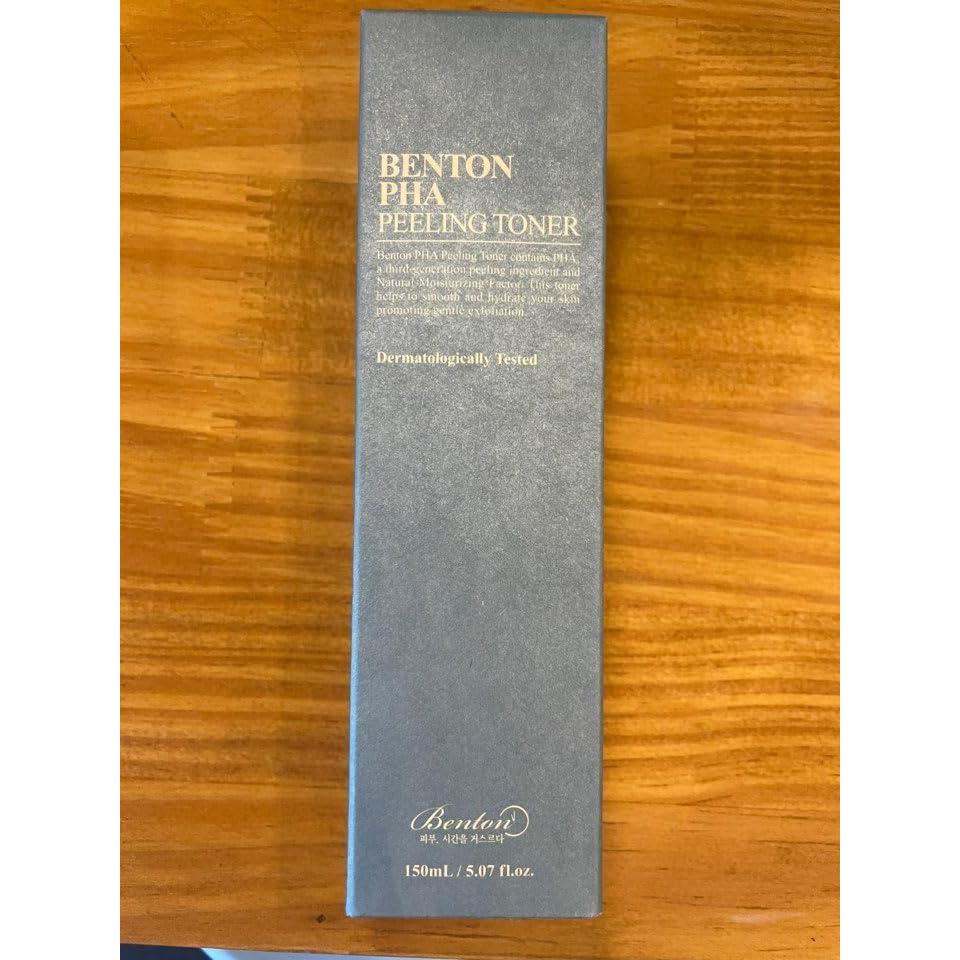 BENTON
PHA
PEELING TONER
Benton PHA Peeling Toner contains PHA,
a third-generation peeling ingredient and
Natural Moisturizing Factor. This toner
helps to smooth and hydrate your skin
promoting gentle exfoliation.
Dermatologically Tested
Benton
피부, 시간을 거스르다
150mL / 5.07 fl.oz.